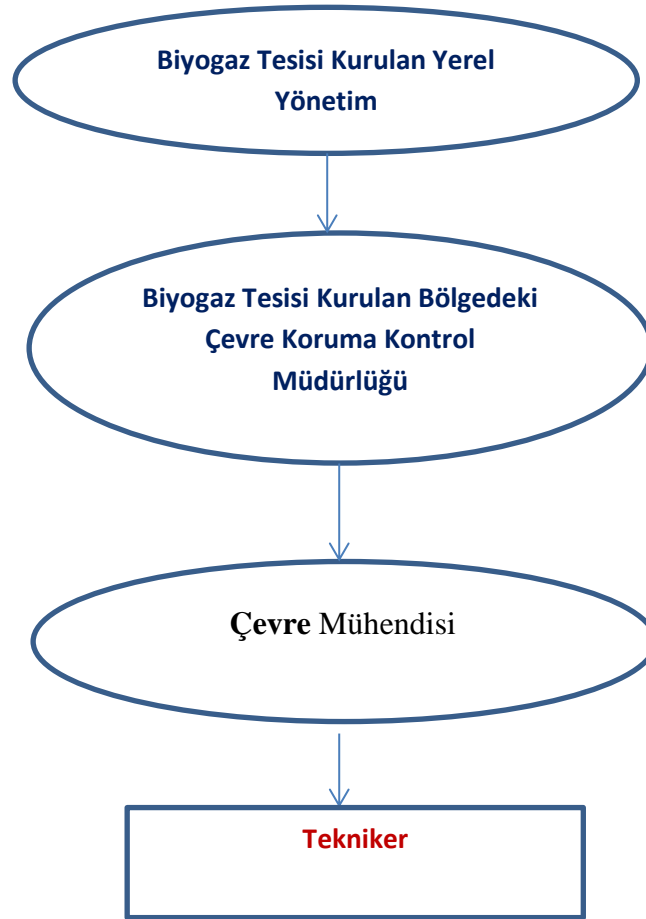 Biyogaz Tesisi Kurulan Yerel
Yönetim
Biyogaz Tesisi Kurulan Bölgedeki
Çevre Koruma Kontrol
Müdürlüğü
Çevre Mühendisi
Tekniker